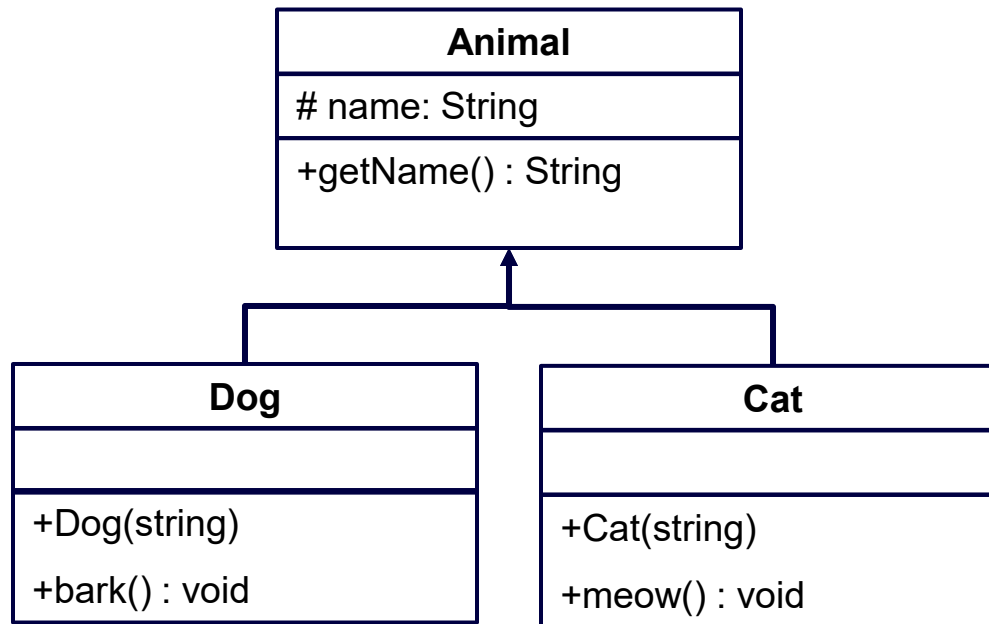 Animal
# name: String
+getName() : String
Dog
+Dog(string)
+bark() : void
Cat
+Cat(string)
+meow() : void